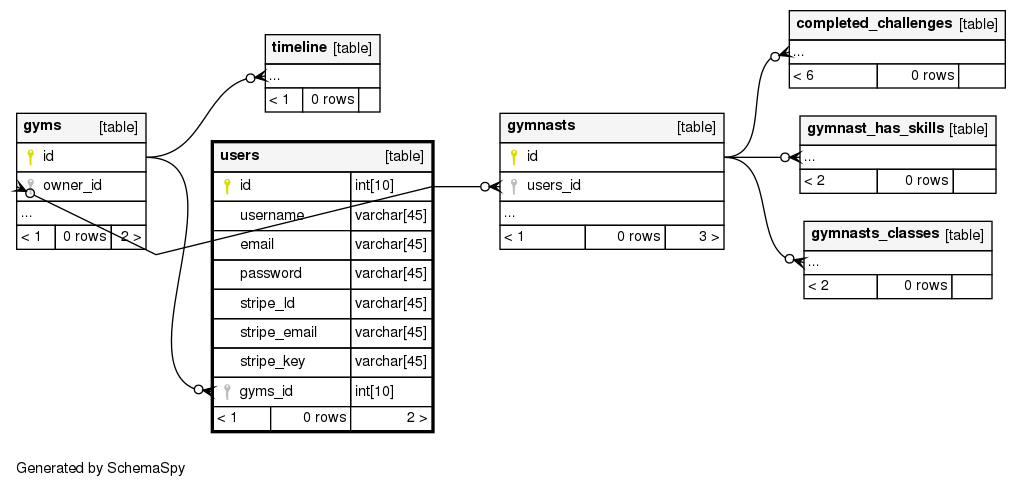 completed_challenges [table]
...
< 6 0 rows
timeline [table]
...
< 1 0 rows
gyms [table]
id
owner_id
...
< 1 0 rows 2 >
users [table]
id int[10]
username varchar[45]
email varchar[45]
password varchar[45]
stripe_Id varchar[45]
stripe_email varchar[45]
stripe_key varchar[45]
gyms_id int[10]
< 1 0 rows 2 >
gymnasts [table]
id
users_id
...
< 1 0 rows 3 >
gymnast_has_skills [table]
...
< 2 0 rows
gymnasts_classes [table]
...
< 2 0 rows
Generated by SchemaSpy